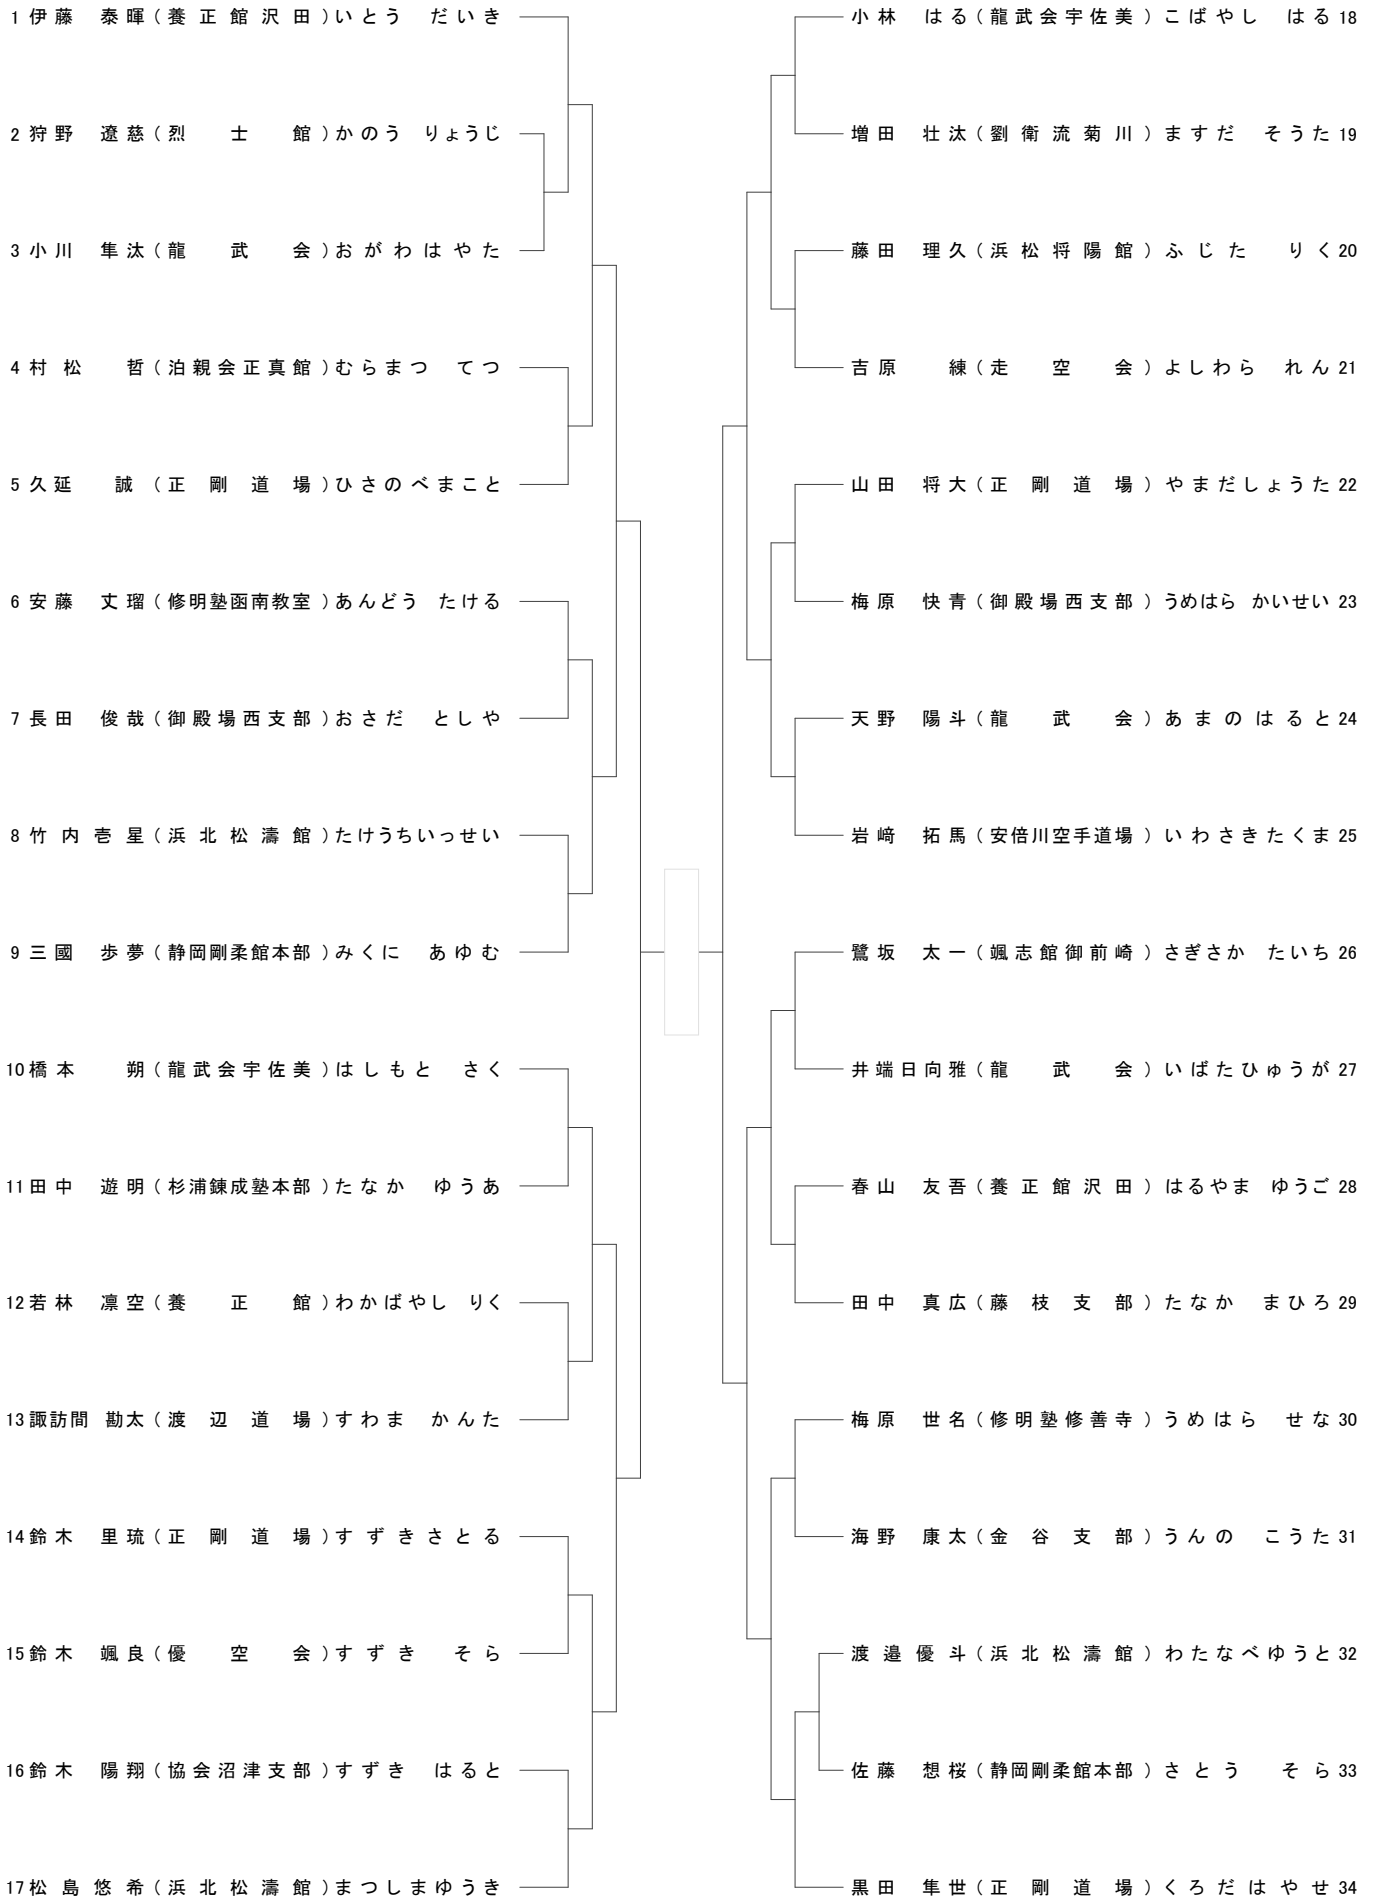 1 伊藤 泰暉(養正館沢田)いとう だいき
2 狩野 遼慈(烈士館)かのう りょうじ
3 小川 隼汰(龍武会)おがわはやた
4 村松 哲(泊親会正真館)むらまつ てつ
5 久延 誠(正剛道場)ひさのべまこと
6 安藤 丈瑠(修明塾函南教室)あんどう たける
7 長田 俊哉(御殿場西支部)おさだ としや
8 竹内壱星(浜北松濤館)たけうちいっせい
9 三國 歩夢(静岡剛柔館本部)みくに あゆむ
10 橋本 朔(龍武会宇佐美)はしもと さく
11 田中 遊明(杉浦錬成塾本部)たなか ゆうあ
12 若林 凛空(養正館)わかばやし りく
13 諏訪間 勘太(渡辺道場)すわま かんた
14 鈴木 里琉(正剛道場)すずきさとる
15 鈴木 颯良(優空会)すずき そら
16 鈴木 陽翔(協会沼津支部)すずき はると
17 松島悠希(浜北松濤館)まつしまゆうき
小林 はる(龍武会宇佐美)こばやし はる 18
増田 壮汰(劉衛流菊川)ますだ そうた 19
藤田 理久(浜松将陽館)ふじた りく 20
吉原 練(走空会)よしわら れん 21
山田 将大(正剛道場)やまだしょうた 22
梅原 快青(御殿場西支部)うめはら かいせい 23
天野 陽斗(龍武会)あまのはると 24
岩﨑 拓馬(安倍川空手道場)いわさきたくま 25
鷺坂 太一(颯志館御前崎)さぎさか たいち 26
井端日向雅(龍武会)いばたひゅうが 27
春山 友吾(養正館沢田)はるやま ゆうご 28
田中 真広(藤枝支部)たなか まひろ 29
梅原 世名(修明塾修善寺)うめはら せな 30
海野 康太(金谷支部)うんの こうた 31
渡邉優斗(浜北松濤館)わたなべゆうと 32
佐藤 想桜(静岡剛柔館本部)さとう そら 33
黒田 隼世(正剛道場)くろだはやせ 34